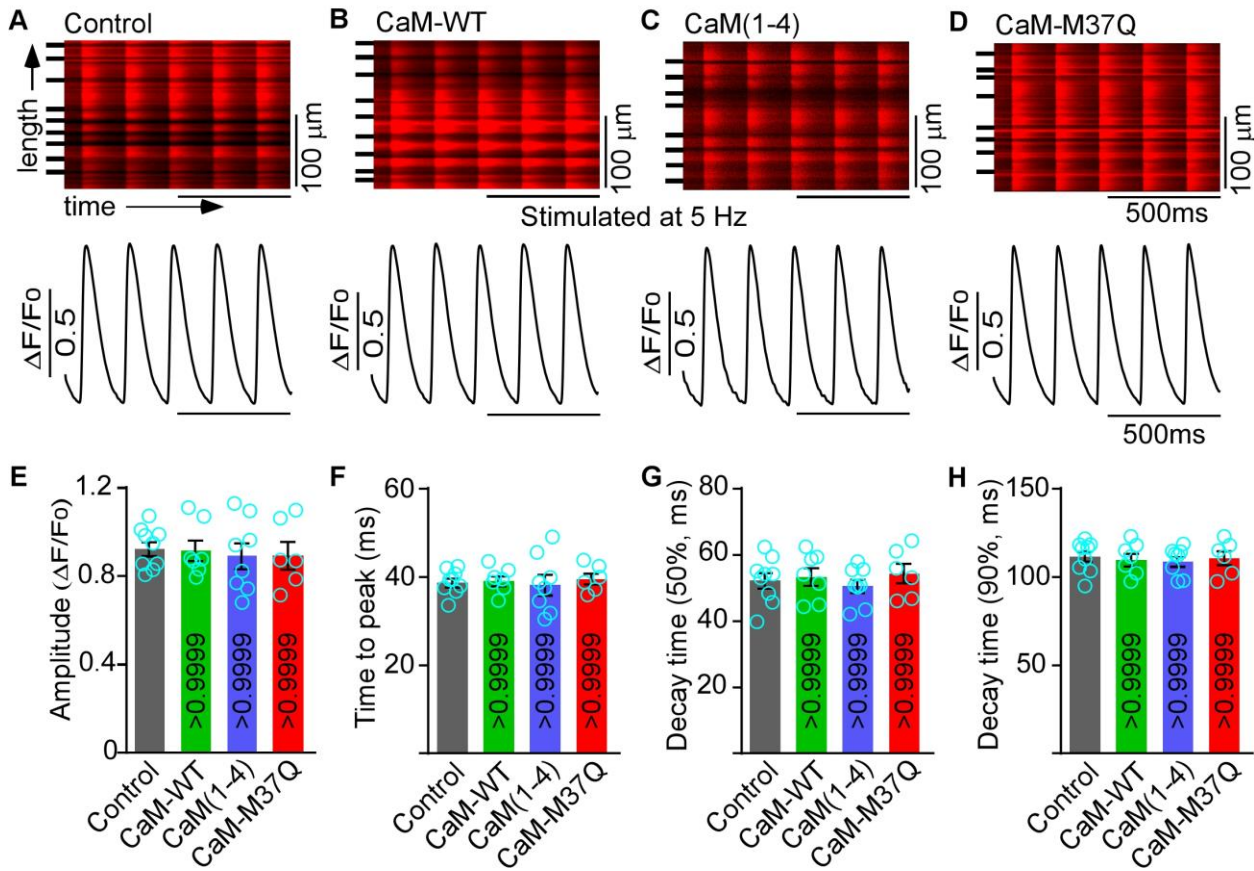 A Control
B CaM-WT
C CaM(1-4)
D CaM-M37Q
length
time
100 μm
100 μm
100 μm
100 μm
Stimulated at 5 Hz
500ms
ΔF/Fo
0.5
ΔF/Fo
0.5
ΔF/Fo
0.5
ΔF/Fo
0.5
500ms
E
Amplitude (ΔF/Fo)
1.2
0.8
0.4
0
>0.9999
>0.9999
>0.9999
Control
CaM-WT
CaM(1-4)
CaM-M37Q
F
Time to peak (ms)
60
40
20
>0.9999
>0.9999
>0.9999
Control
CaM-WT
CaM(1-4)
CaM-M37Q
G
Decay time (50%, ms)
80
60
40
20
>0.9999
>0.9999
>0.9999
Control
CaM-WT
CaM(1-4)
CaM-M37Q
H
Decay time (90%, ms)
150
100
50
>0.9999
>0.9999
>0.9999
Control
CaM-WT
CaM(1-4)
CaM-M37Q